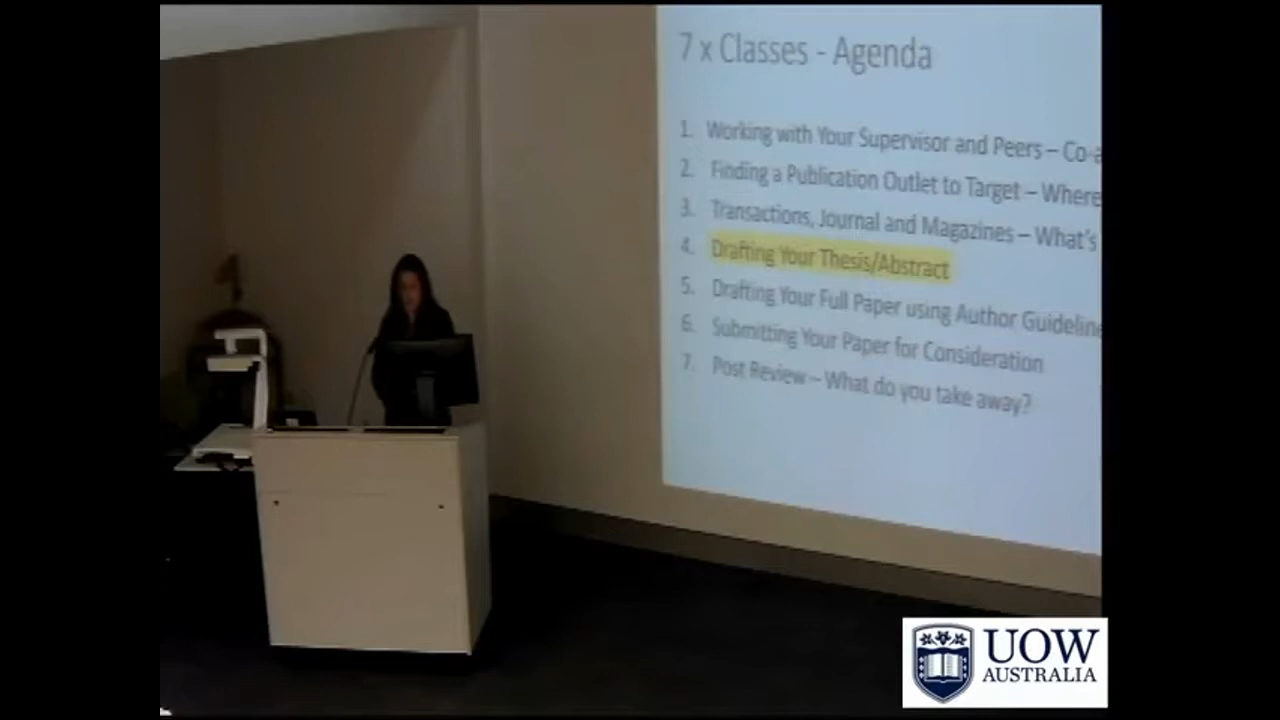 7 x Classes - Agenda
1. Working with Your Supervisor and Peers – Co-a
2. Finding a Publication Outlet to Target – Where
3. Transactions, Journal and Magazines – What's
4. Drafting Your Thesis/Abstract
5. Drafting Your Full Paper using Author Guideline
6. Submitting Your Paper for Consideration
7. Post Review – What do you take away?
UOW
AUSTRALIA